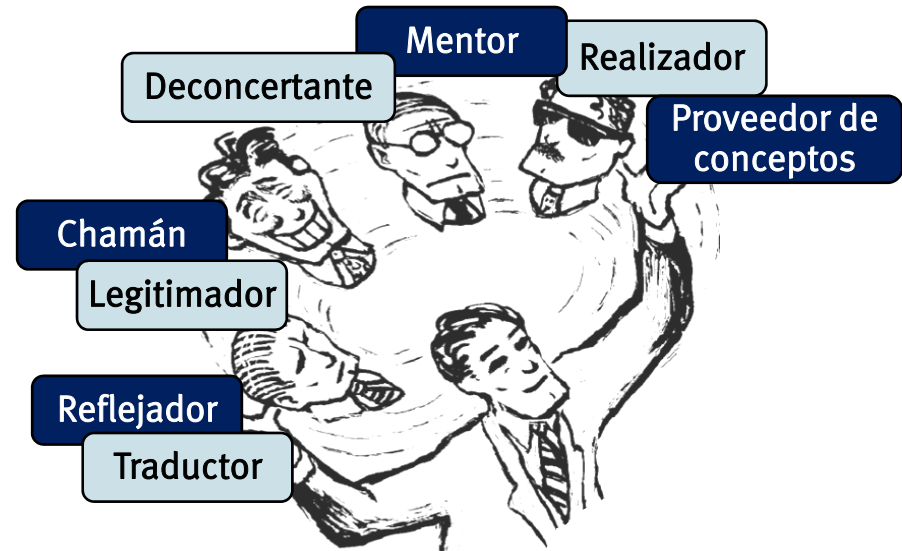 Mentor
Realizador
Deconcertante
Proveedor de
conceptos
Chamán
Legitimador
Reflejador
Traductor